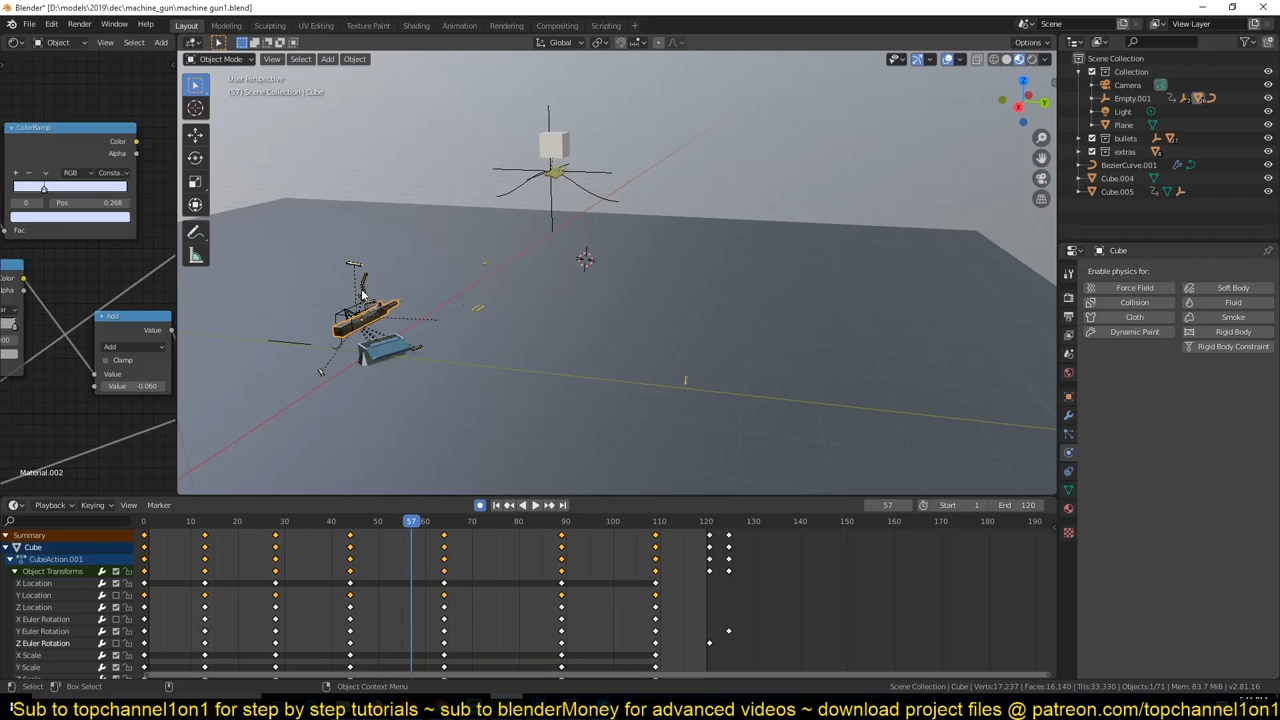 Blender* [D:\models\2019\dec\machine_gun\machine gun1.blend]
File Edit Render Window Help Layout Modeling Sculpting UV Editing Texture Paint Shading Animation Rendering Compositing Scripting Scene View Layer
Object View Select Add Global Options
Object Mode View Select Add Object
User Perspective
(57) Scene Collection | Cube
ColorRamp
Color
Alpha
RGB Consta...
0 Pos 0.268
Fac
Add
Value
Add
Clamp
Value
Value -0.060
Material.002
Scene Collection
Collection
Camera
Empty.001
Light
Plane
bullets
extras
BezierCurve.001
Cube.004
Cube.005
Cube
Enable physics for:
Force Field Soft Body
Collision Fluid
Cloth Smoke
Dynamic Paint Rigid Body
Rigid Body Constraint
Playback Keying View Marker 57 Start 1 End 120
0 10 20 30 40 50 57 60 70 80 90 100 110 120 130 140 150 160 170 180 190
Summary
Cube
CubeAction.001
Object Transforms
X Location
Y Location
Z Location
X Euler Rotation
Y Euler Rotation
Z Euler Rotation
X Scale
Y Scale
Select Box Select Object Context Menu Scene Collection | Cube | Verts:17,237 | Faces:16,140 | Tris:33,330 | Objects:1/71 | Mem: 83.7 MiB | v2.81.16
Sub to topchannel1on1 for step by step tutorials ~ sub to blenderMoney for advanced videos ~ download project files @ patreon.com/topchannel1on1